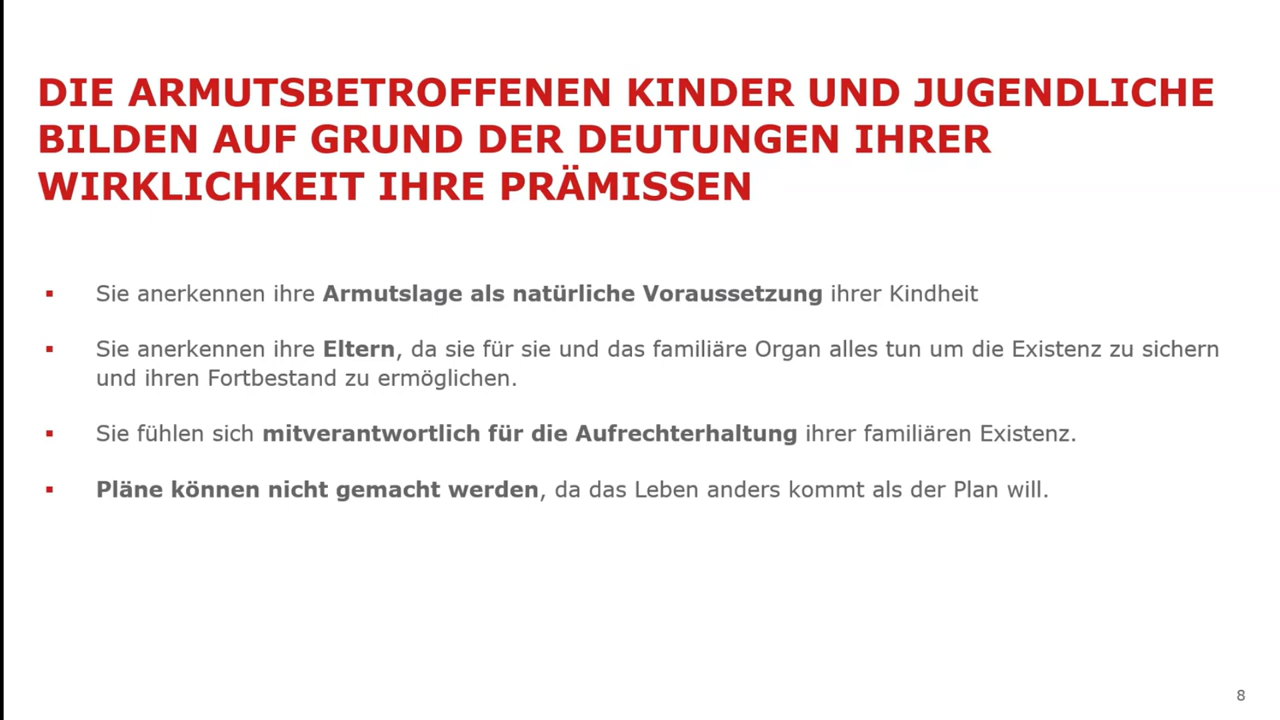 DIE ARMUTSBETROFFENEN KINDER UND JUGENDLICHE
BILDEN AUF GRUND DER DEUTUNGEN IHRER
WIRKLICHKEIT IHRE PRÄMISSEN
▪ Sie anerkennen ihre Armutslage als natürliche Voraussetzung ihrer Kindheit
▪ Sie anerkennen ihre Eltern, da sie für sie und das familiäre Organ alles tun um die Existenz zu sichern
und ihren Fortbestand zu ermöglichen.
▪ Sie fühlen sich mitverantwortlich für die Aufrechterhaltung ihrer familiären Existenz.
▪ Pläne können nicht gemacht werden, da das Leben anders kommt als der Plan will.
8